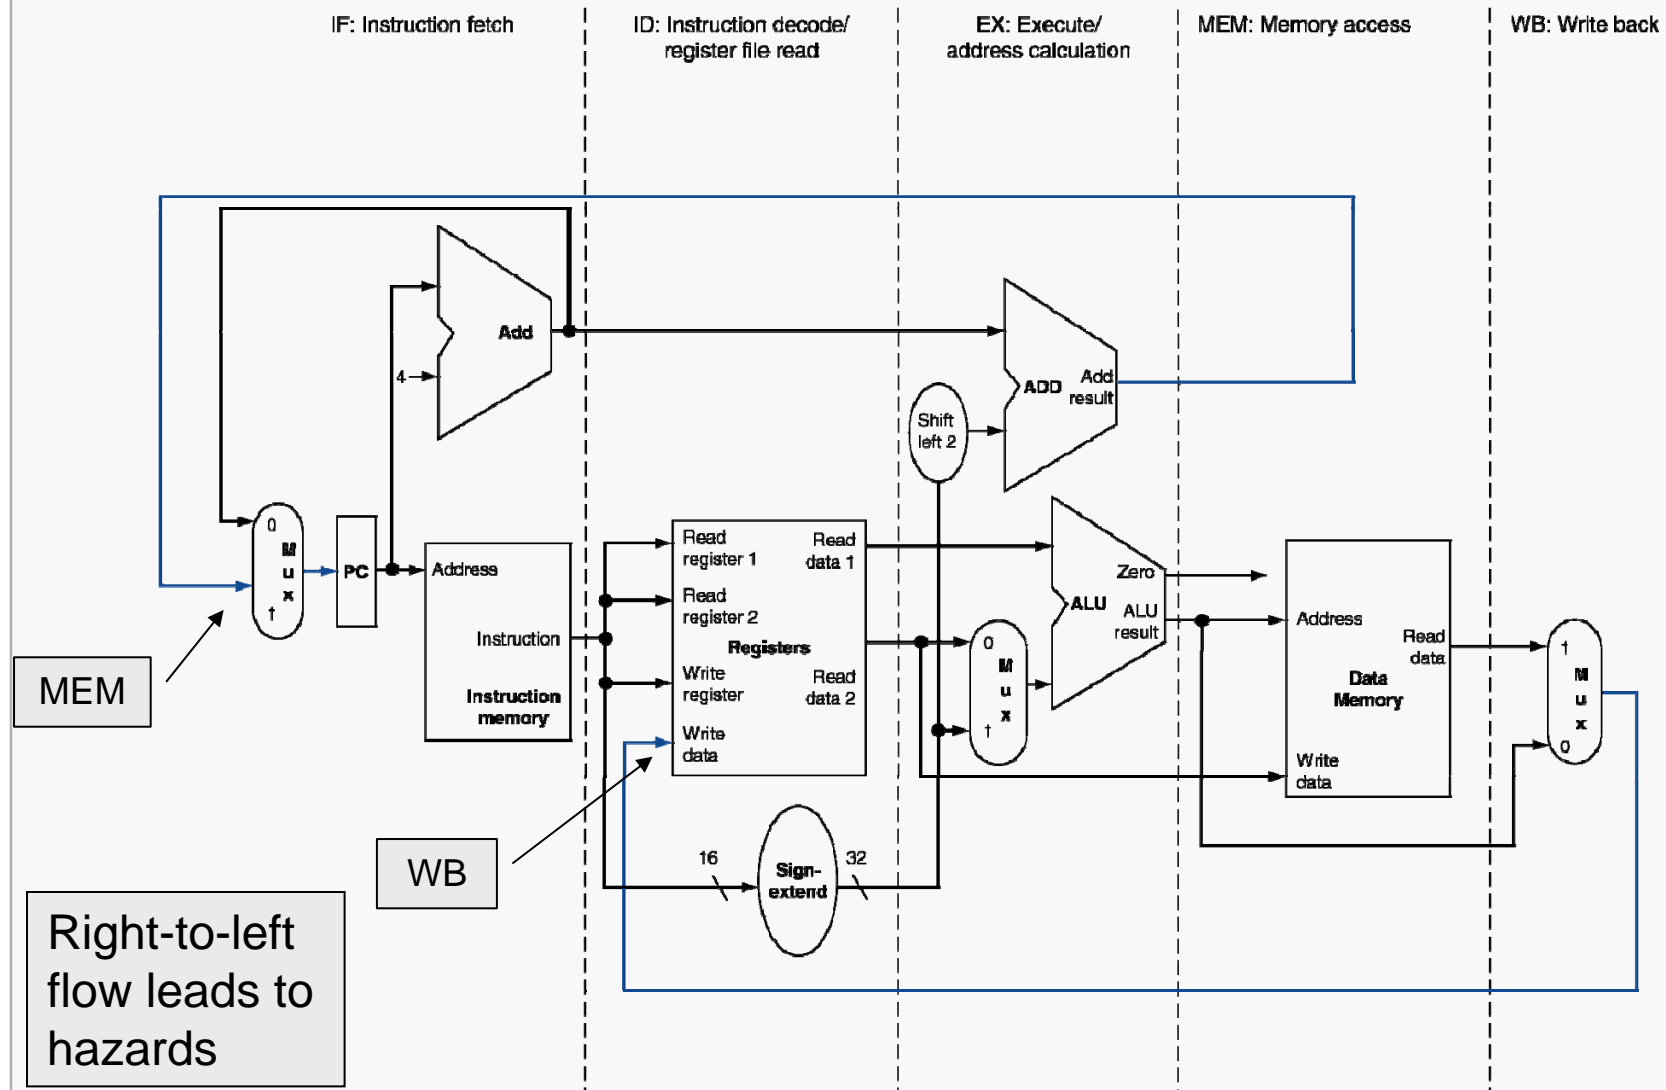 IF: Instruction fetch
ID: Instruction decode/
register file read
EX: Execute/
address calculation
MEM: Memory access
WB: Write back
Add
4
ADD
Add
result
Shift
left 2
0
M
u
x
1
PC
Address
Instruction
Instruction
memory
Read
register 1
Read
register 2
Write
register
Write
data
Registers
Read
data 1
Read
data 2
0
M
u
x
1
Zero
ALU
ALU
result
Address
Read
data
Data
Memory
Write
data
1
M
u
x
0
MEM
WB
16
Sign-
extend
32
Right-to-left
flow leads to
hazards